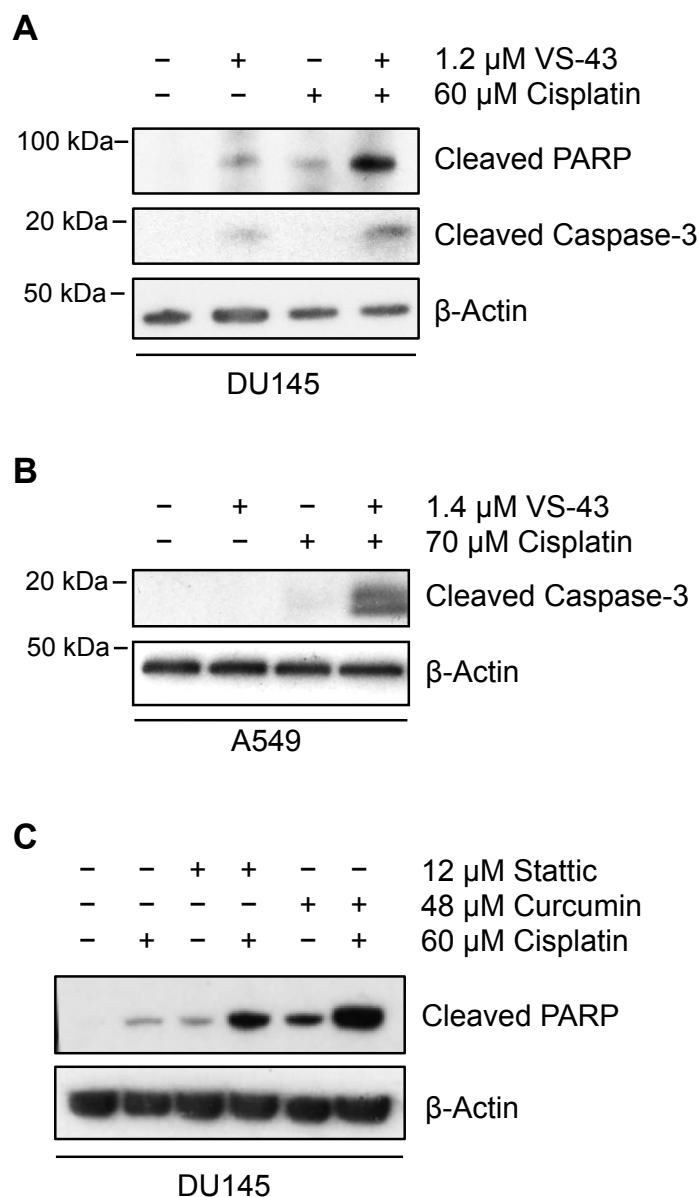 A
– + – + 1.2 µM VS-43
– – + + 60 µM Cisplatin
100 kDa
Cleaved PARP
20 kDa
Cleaved Caspase-3
50 kDa
β-Actin
DU145
B
– + – + 1.4 µM VS-43
– – + + 70 µM Cisplatin
20 kDa
Cleaved Caspase-3
50 kDa
β-Actin
A549
C
– – + + – – 12 µM Stattic
– – – – + + 48 µM Curcumin
– + – + – + 60 µM Cisplatin
Cleaved PARP
β-Actin
DU145